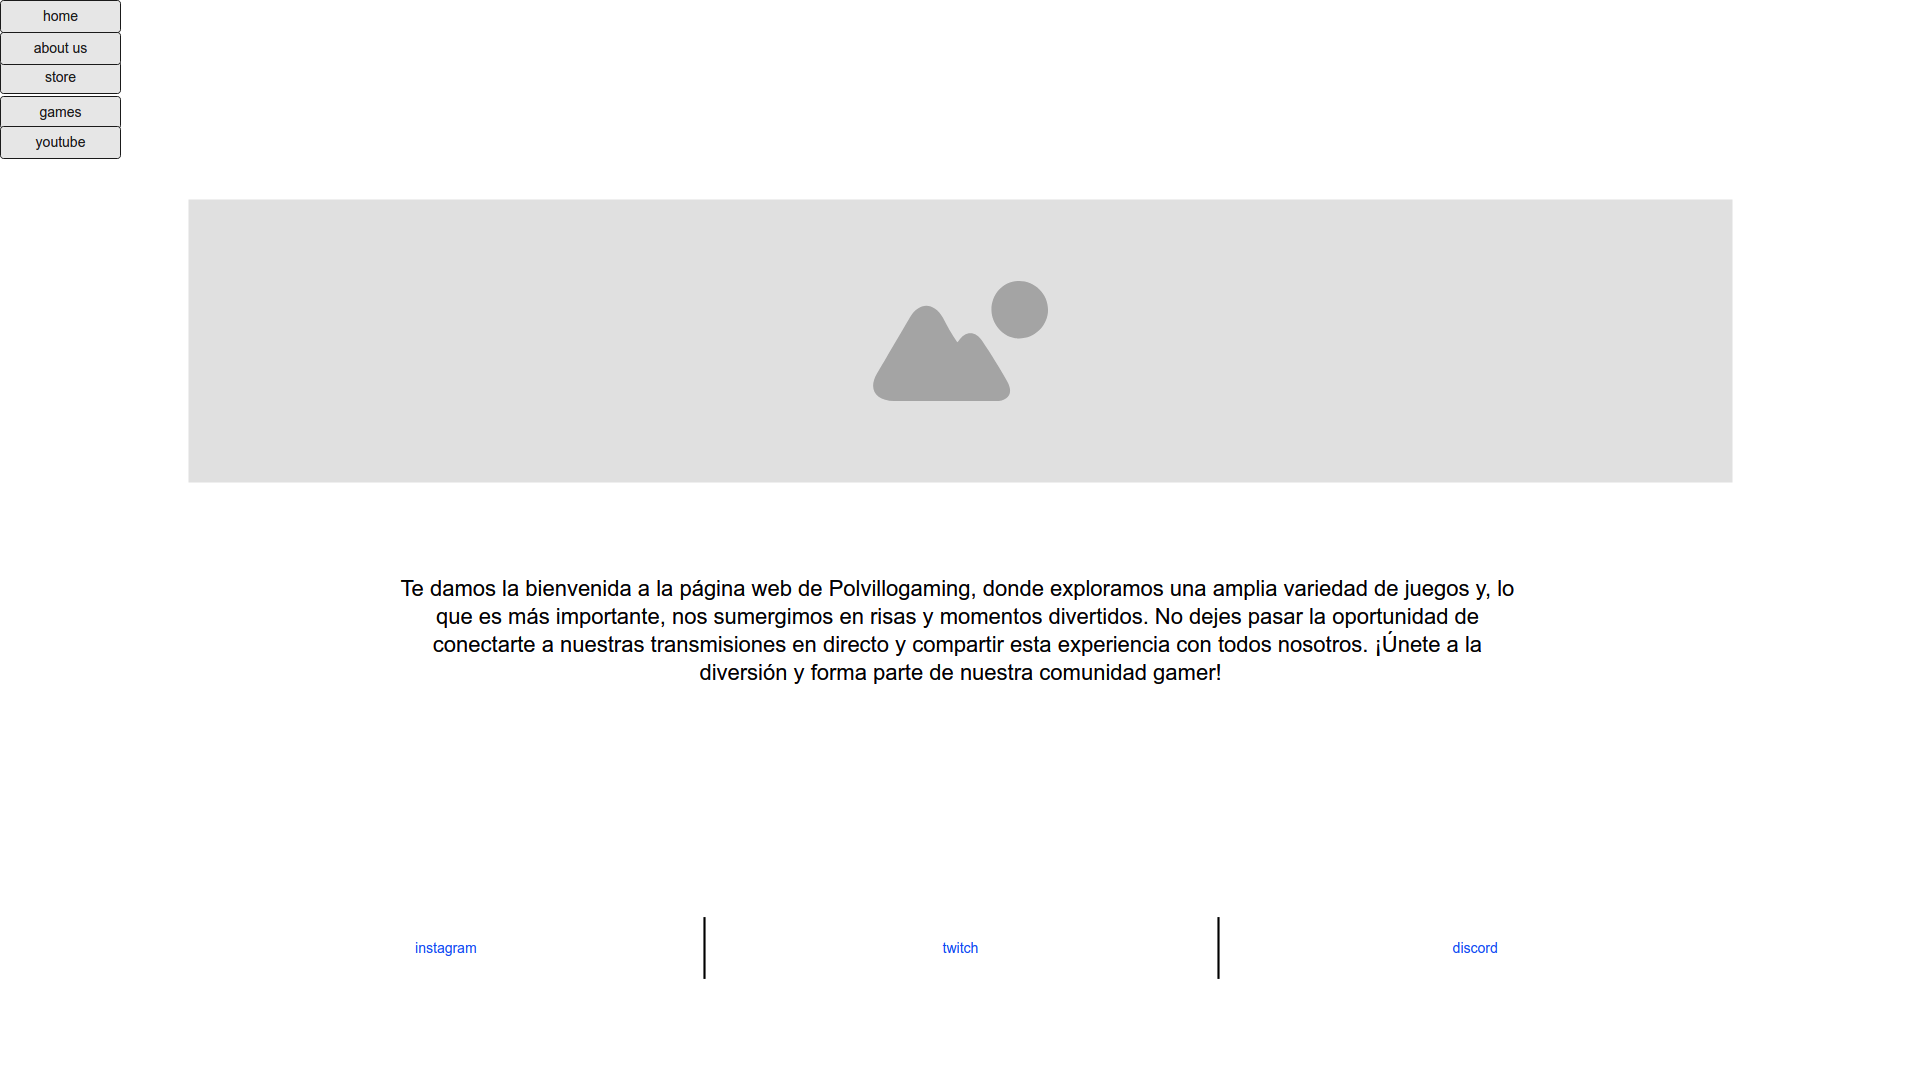 home
about us
store
games
youtube
Te damos la bienvenida a la página web de Polvillogaming, donde exploramos una amplia variedad de juegos y, lo
que es más importante, nos sumergimos en risas y momentos divertidos. No dejes pasar la oportunidad de
conectarte a nuestras transmisiones en directo y compartir esta experiencia con todos nosotros. ¡Únete a la
diversión y forma parte de nuestra comunidad gamer!
instagram
twitch
discord